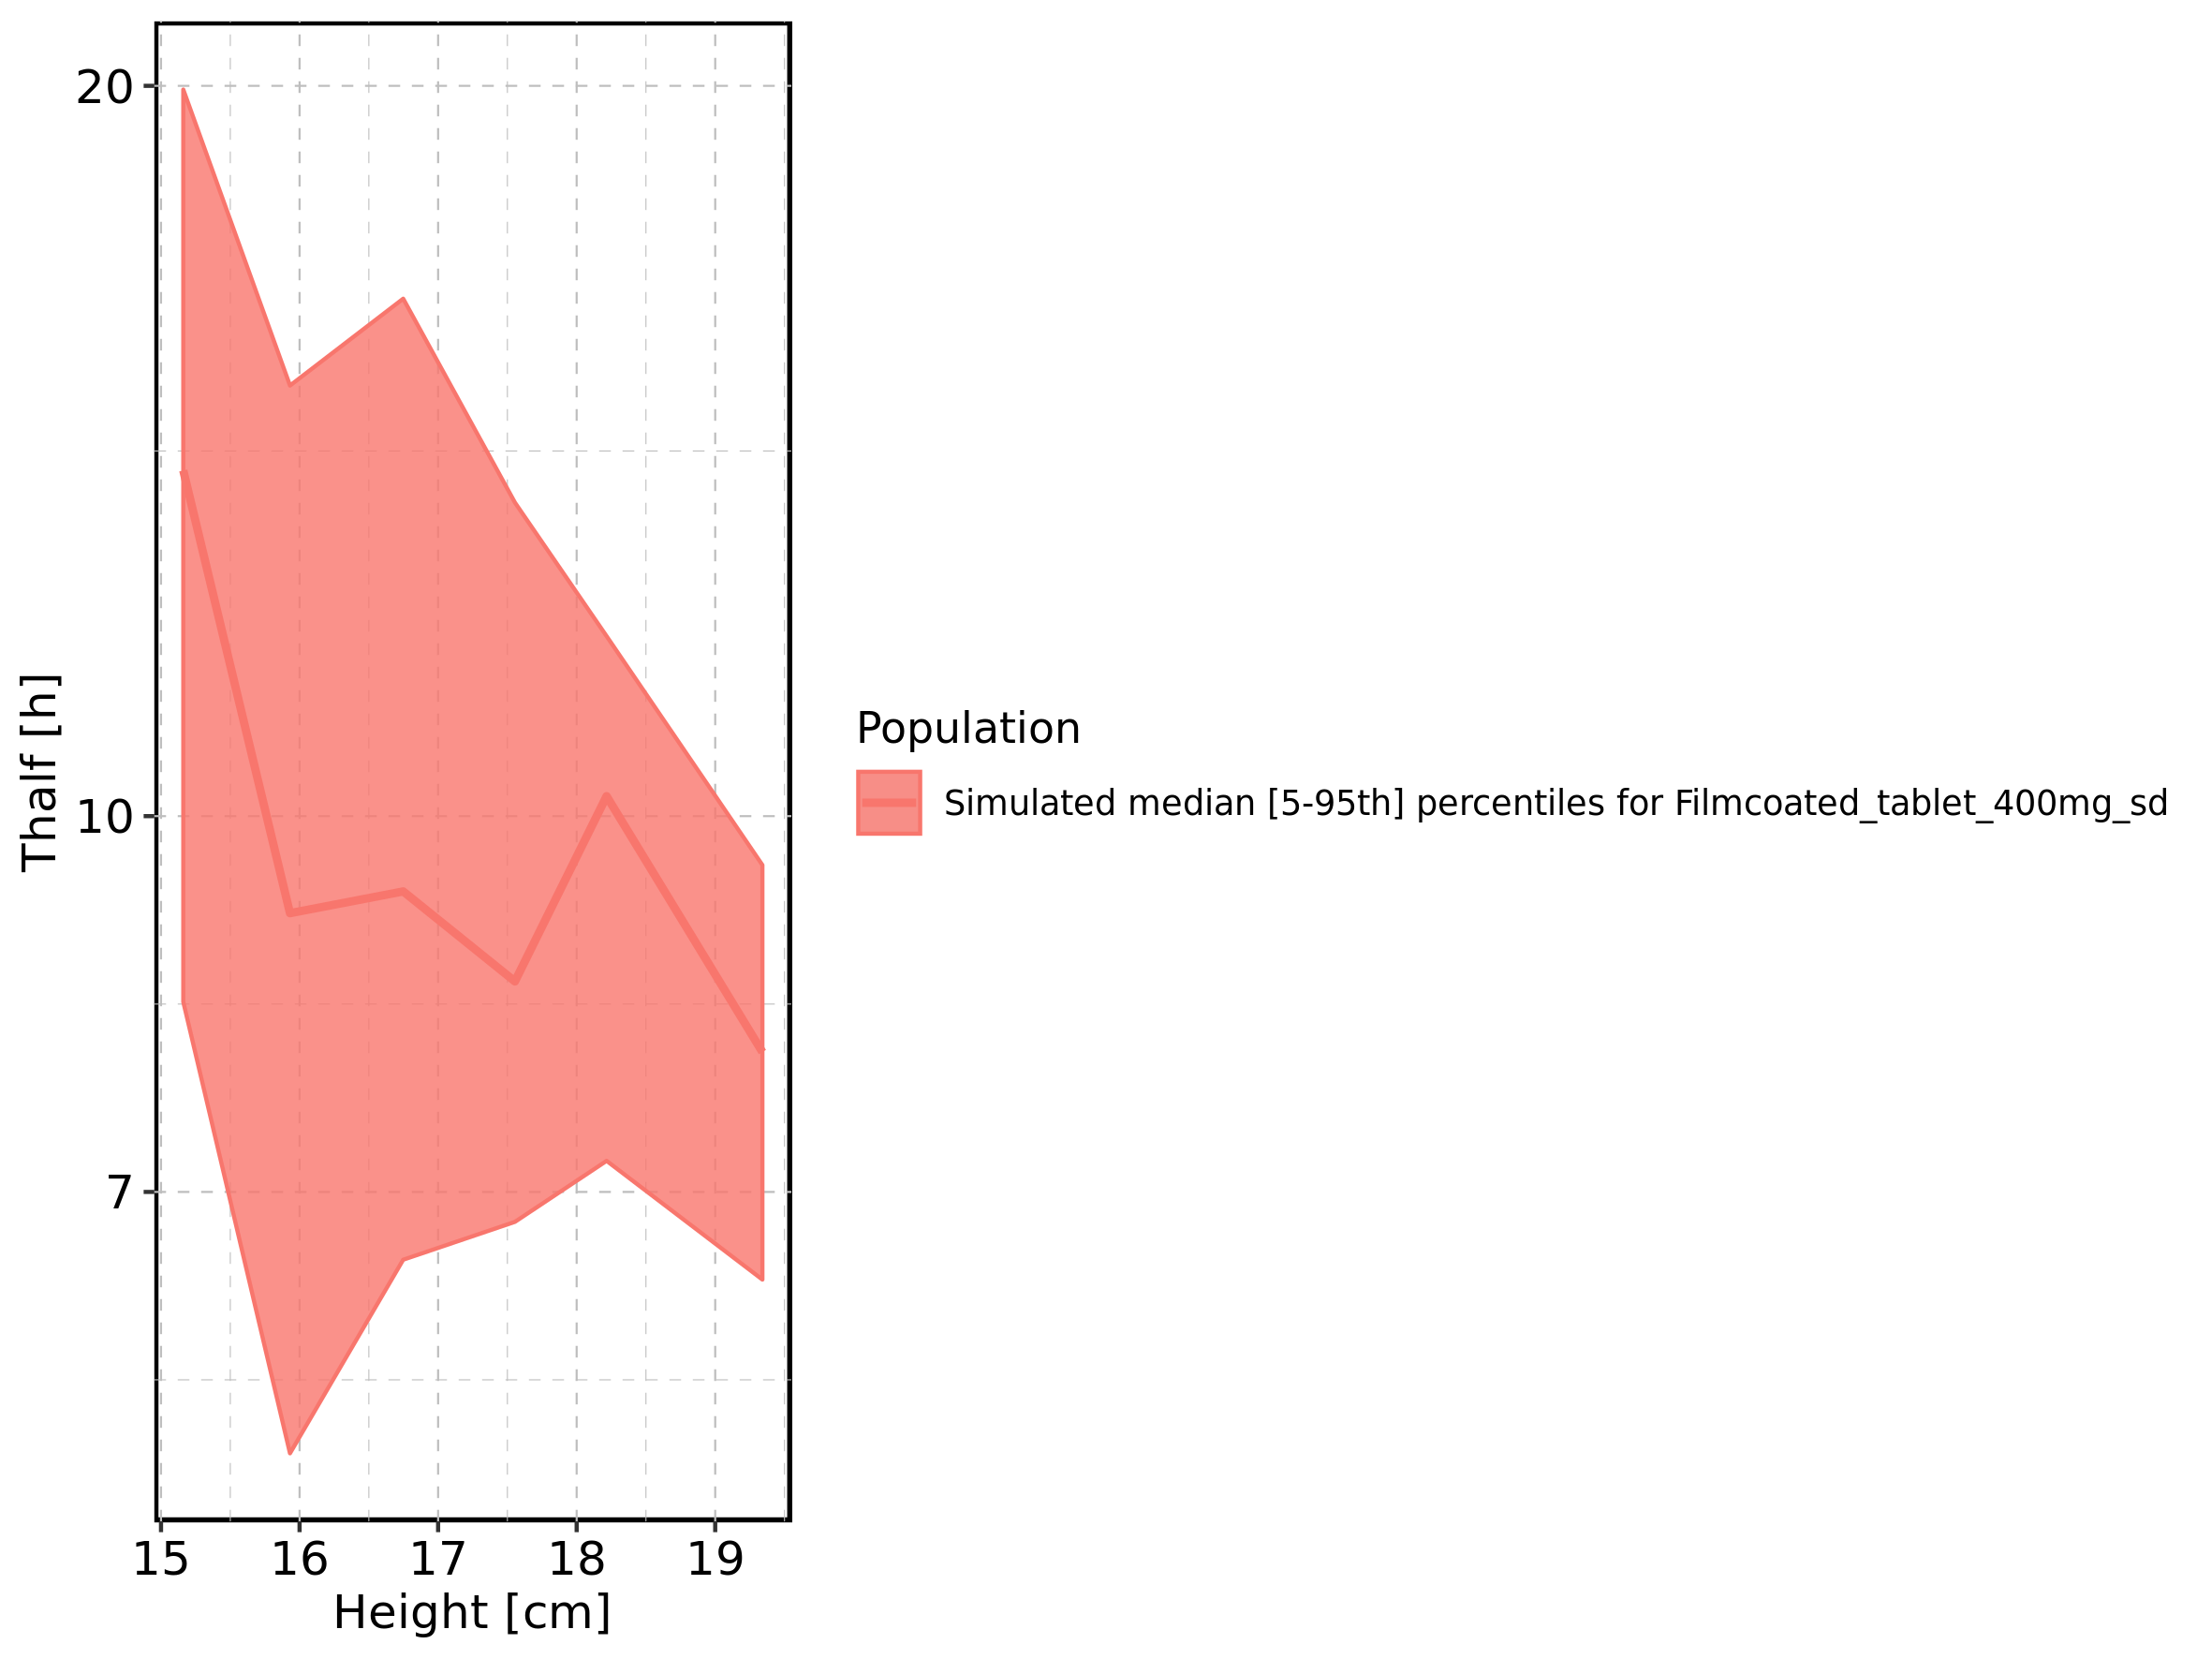 20
10
7
Thalf [h]
15 16 17 18 19
Height [cm]
Population
Simulated median [5-95th] percentiles for Filmcoated_tablet_400mg_sd